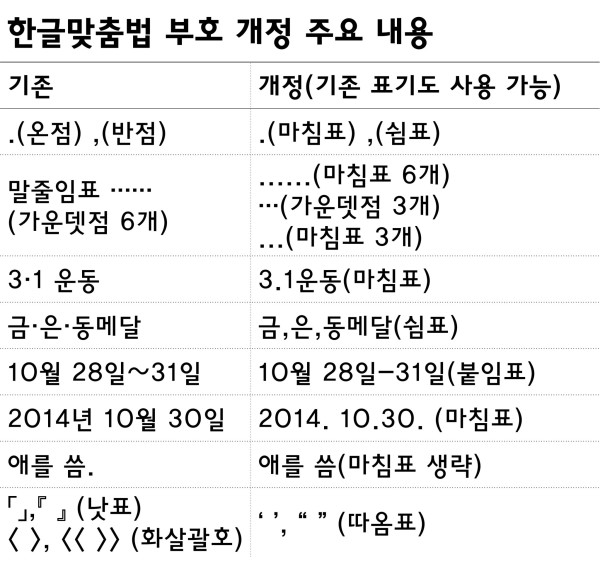 한글맞춤법 부호 개정 주요 내용
기존 개정(기존 표기도 사용 가능)
.(온점) ,(반점) .(마침표) ,(쉼표)
말줄임표 ······
(가운뎃점 6개)
......(마침표 6개)
···(가운뎃점 3개)
...(마침표 3개)
3·1 운동 3.1운동(마침표)
금·은·동메달 금,은,동메달(쉼표)
10월 28일~31일 10월 28일-31일(붙임표)
2014년 10월 30일 2014. 10.30. (마침표)
애를 씀. 애를 씀(마침표 생략)
「」,『 』 (낫표)
〈 〉, 〈〈 〉〉 (화살괄호)
‘ ’, “ ” (따옴표)